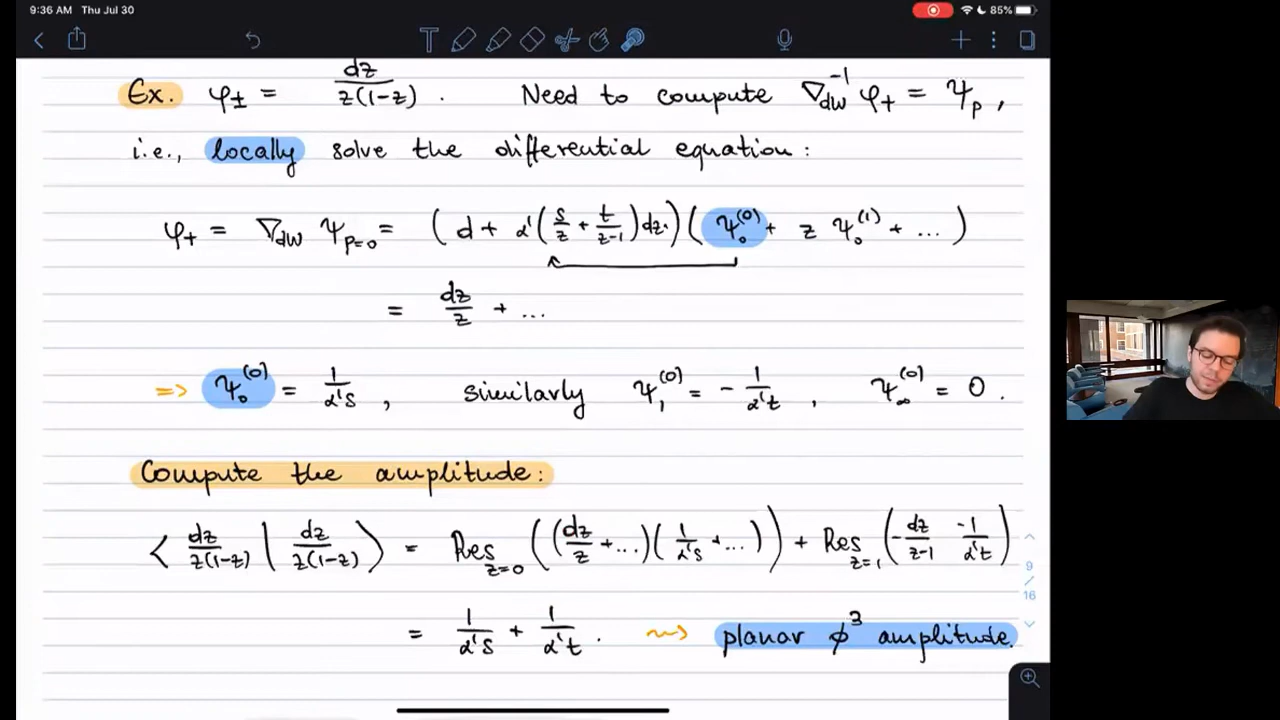 9:36 AM Thu Jul 30
85%
Ex. φ± = dz / z(1-z) . Need to compute ∇_dw^-1 φ+ = Ψ_p ,
i.e., locally solve the differential equation :
φ+ = ∇_dw Ψ_p=0 = (d + α'(s/z + t/z-1)dz·)(Ψ_0^(0) + z Ψ_0^(1) + ...)
= dz/z + ...
=> Ψ_0^(0) = 1/α's , similarly Ψ_1^(0) = - 1/α't , Ψ_∞^(0) = 0 .
Compute the amplitude :
⟨ dz / z(1-z) | dz / z(1-z) ⟩ = Res_z=0 ((dz/z + ...)(1/α's + ...)) + Res_z=1 (- dz/z-1 -1/α't)
= 1/α's + 1/α't . ⇝ planar ϕ^3 amplitude.
9
/
16